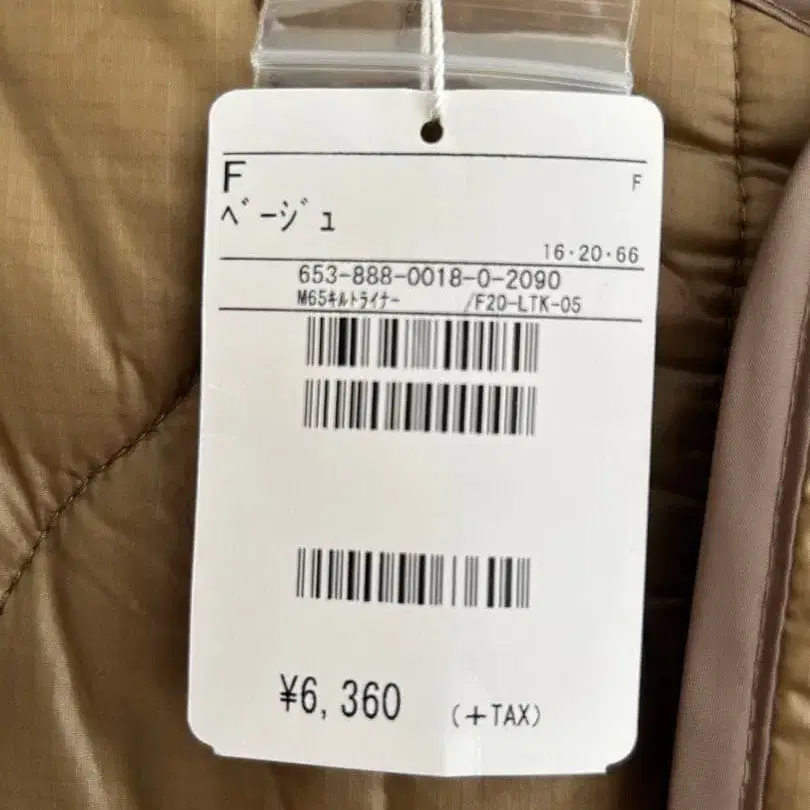 F F
ﾍﾞｰｼﾞｭ
16・20・66
653-888-0018-0-2090
M65ｷﾙﾄﾗｲﾅｰ /F20-LTK-05
¥6,360 (+TAX)